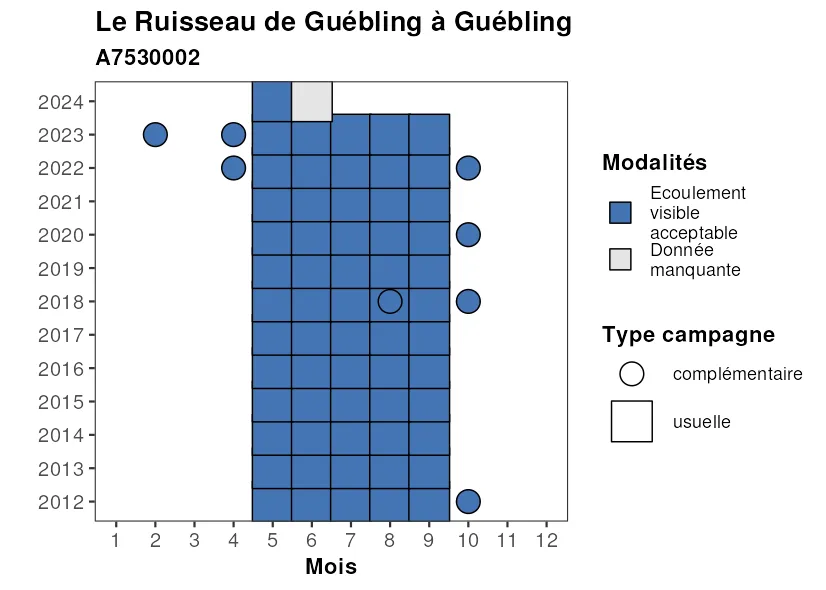 Le Ruisseau de Guébling à Guébling
A7530002
2024
2023
2022
2021
2020
2019
2018
2017
2016
2015
2014
2013
2012
1 2 3 4 5 6 7 8 9 10 11 12
Mois
Modalités
Ecoulement
visible
acceptable
Donnée
manquante
Type campagne
complémentaire
usuelle